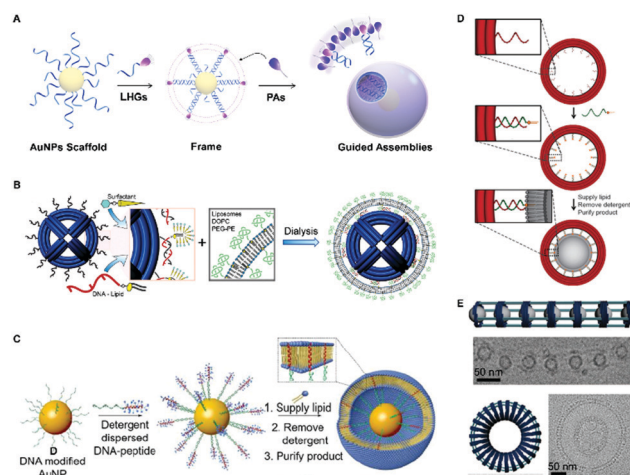 A
LHGs
PAs
AuNPs Scaffold
Frame
Guided Assemblies
B
Surfactant
DNA - Lipid
Liposomes
DOPC
PEG-PE
Dialysis
C
D
DNA modified
AuNP
Detergent
dispersed
DNA-peptide
1. Supply lipid
2. Remove
detergent
3. Purify product
D
Supply lipid
Remove detergent
Purify product
E
50 nm
50 nm